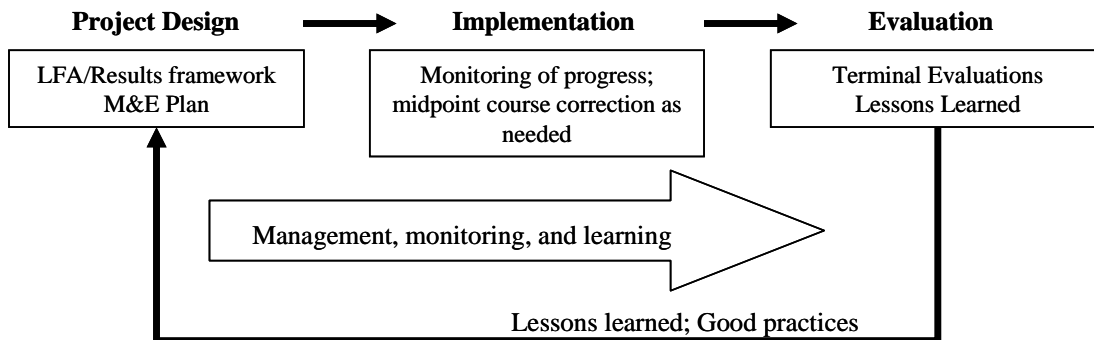 Project Design
Implementation
Evaluation
LFA/Results framework
M&E Plan
Monitoring of progress;
midpoint course correction as
needed
Terminal Evaluations
Lessons Learned
Management, monitoring, and learning
Lessons learned; Good practices